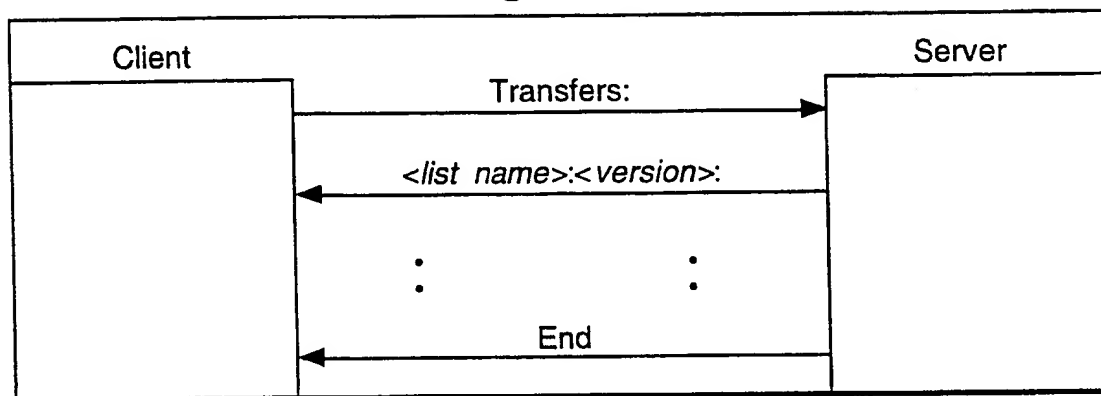 Client
Server
Transfers:
<list name>:<version>:
End